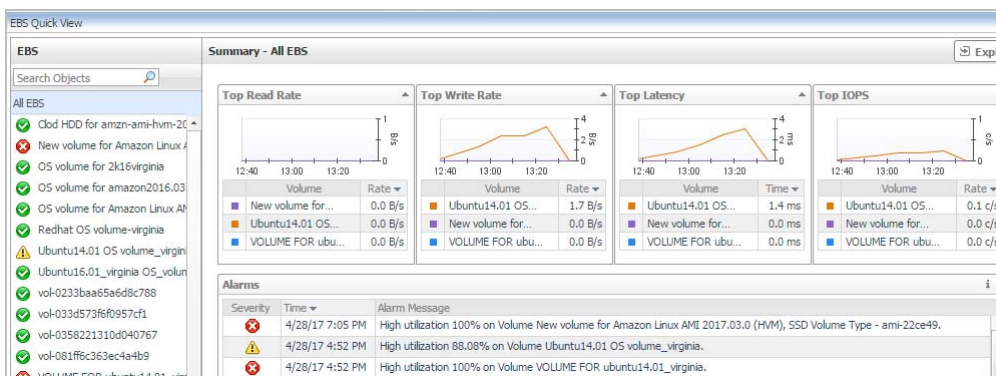 EBS Quick View
EBS
Search Objects
All EBS
Clod HDD for amzn-ami-hvm-20
New volume for Amazon Linux A
OS volume for 2k16virginia
OS volume for amazon2016.03
OS volume for Amazon Linux AM
Redhat OS volume-virginia
Ubuntu14.01 OS volume_virgini
Ubuntu16.01_virginia OS_volun
vol-0233baa65a6d8c788
vol-033d573f6f0957cf1
vol-0358221310d040767
vol-081ff6c363ec4a4b9
VOLUME FOR ubuntu14.01_virg
Summary - All EBS
Expl
Top Read Rate
1
0
B/s
12:40 13:00 13:20
Volume Rate
New volume for... 0.0 B/s
Ubuntu14.01 OS... 0.0 B/s
VOLUME FOR ubu... 0.0 B/s
Top Write Rate
4
2
0
B/s
12:40 13:00 13:20
Volume Rate
Ubuntu14.01 OS... 1.7 B/s
New volume for... 0.0 B/s
VOLUME FOR ubu... 0.0 B/s
Top Latency
4
2
0
ms
12:40 13:00 13:20
Volume Time
Ubuntu14.01 OS... 1.4 ms
New volume for... 0.0 ms
VOLUME FOR ubu... 0.0 ms
Top IOPS
1
0
c/s
12:40 13:00 13:20
Volume Rate
Ubuntu14.01 OS... 0.1 c/s
New volume for... 0.0 c/s
VOLUME FOR ubu... 0.0 c/s
Alarms
Severity Time Alarm Message
4/28/17 7:05 PM High utilization 100% on Volume New volume for Amazon Linux AMI 2017.03.0 (HVM), SSD Volume Type - ami-22ce49.
4/28/17 4:52 PM High utilization 88.08% on Volume Ubuntu14.01 OS volume_virginia.
4/28/17 4:52 PM High utilization 100% on Volume VOLUME FOR ubuntu14.01_virginia.